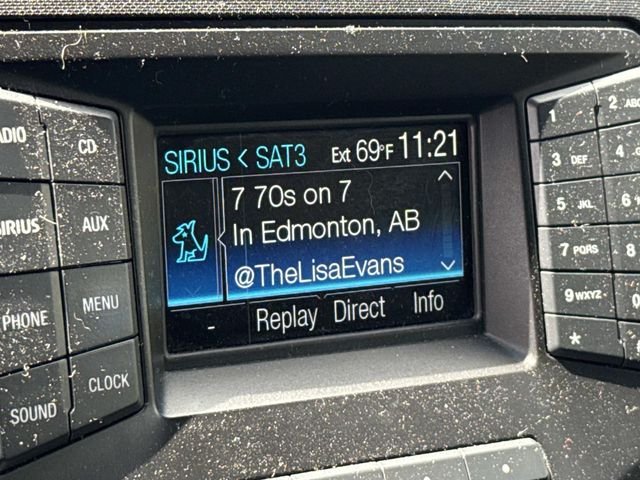 SIRIUS < SAT3 Ext 69°F 11:21
7 70s on 7
In Edmonton, AB
@TheLisaEvans
- Replay Direct Info
RADIO CD
SIRIUS AUX
PHONE MENU
SOUND CLOCK
1 2 ABC
3 DEF 4
5 JKL 6
7 PQRS 8
9 WXYZ 0
* #